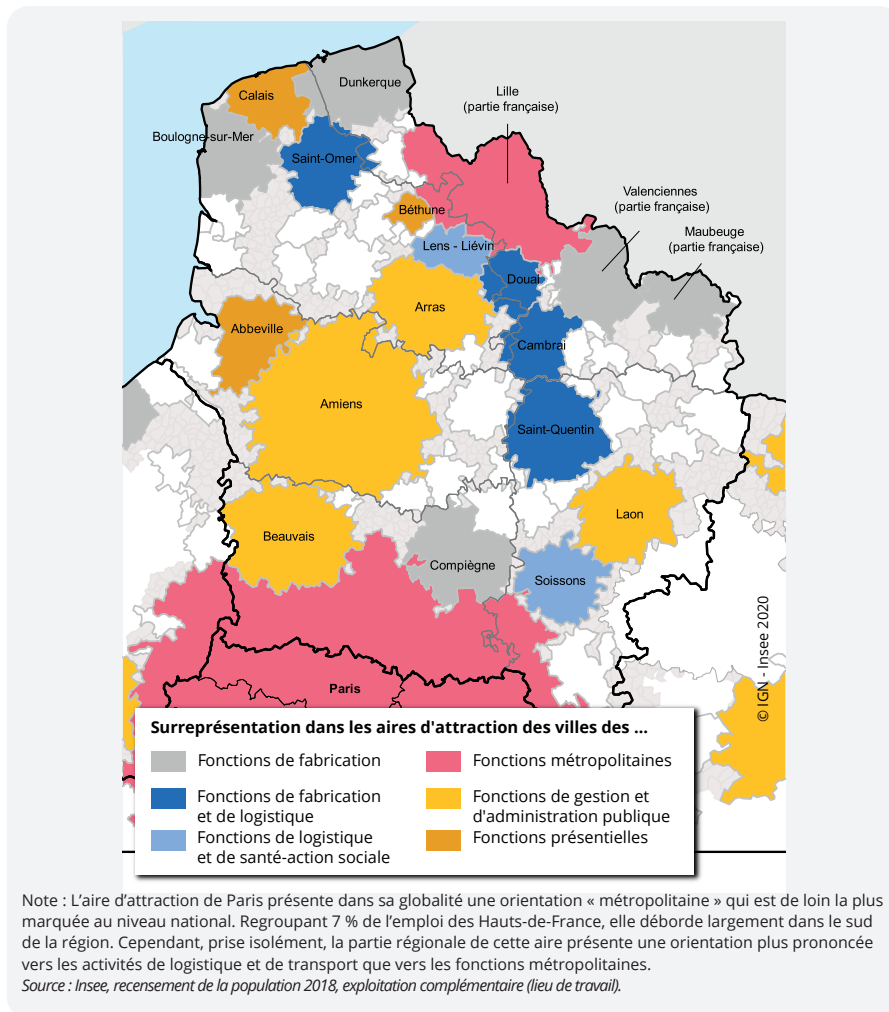 Dunkerque
Calais
Lille
(partie française)
Boulogne-sur-Mer
Saint-Omer
Valenciennes
(partie française)
Béthune
Maubeuge
(partie française)
Lens - Liévin
Douai
Arras
Abbeville
Cambrai
Amiens
Saint-Quentin
Laon
Beauvais
Compiègne
Soissons
Paris
© IGN - Insee 2020
Surreprésentation dans les aires d'attraction des villes des ...
Fonctions de fabrication
Fonctions de fabrication
et de logistique
Fonctions de logistique
et de santé-action sociale
Fonctions métropolitaines
Fonctions de gestion et
d'administration publique
Fonctions présentielles
Note : L’aire d’attraction de Paris présente dans sa globalité une orientation « métropolitaine » qui est de loin la plus
marquée au niveau national. Regroupant 7 % de l’emploi des Hauts-de-France, elle déborde largement dans le sud
de la région. Cependant, prise isolément, la partie régionale de cette aire présente une orientation plus prononcée
vers les activités de logistique et de transport que vers les fonctions métropolitaines.
Source : Insee, recensement de la population 2018, exploitation complémentaire (lieu de travail).